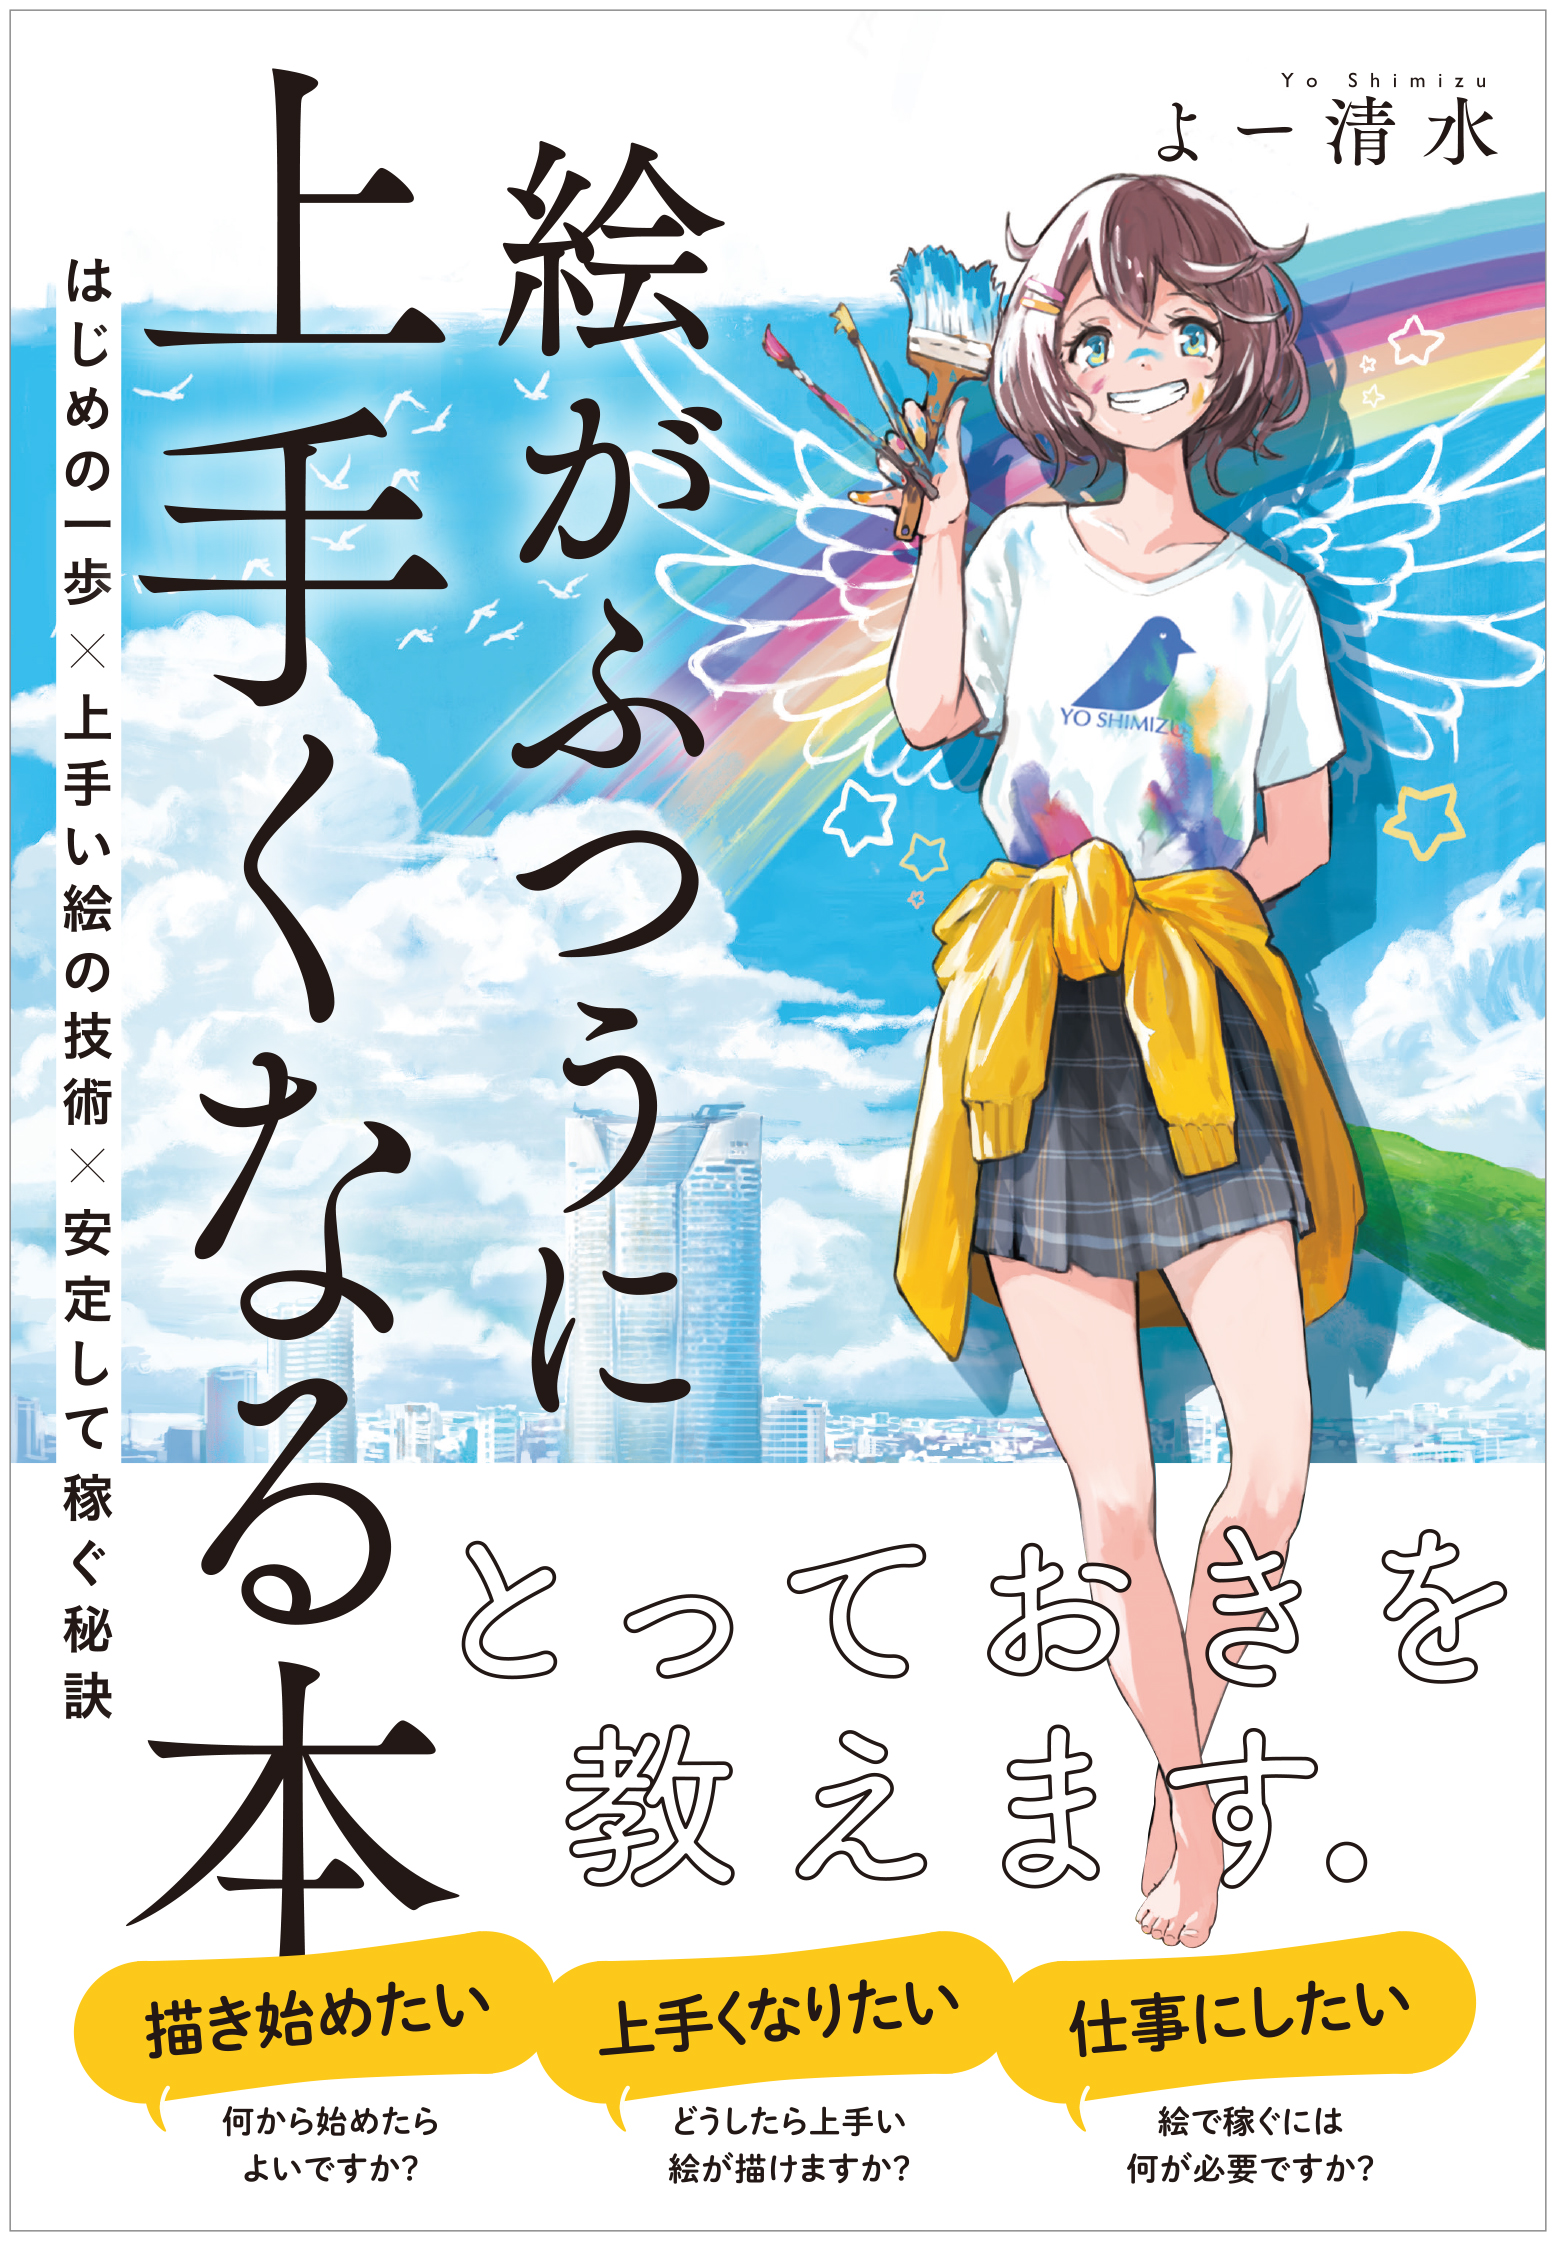 Yo Shimizu
よー清水
絵がふつうに
上手くなる本
はじめの一歩×上手い絵の技術×安定して稼ぐ秘訣
YO SHIMIZU
とっておきを
教えます.
描き始めたい
何から始めたら
よいですか?
上手くなりたい
どうしたら上手い
絵が描けますか?
仕事にしたい
絵で稼ぐには
何が必要ですか?